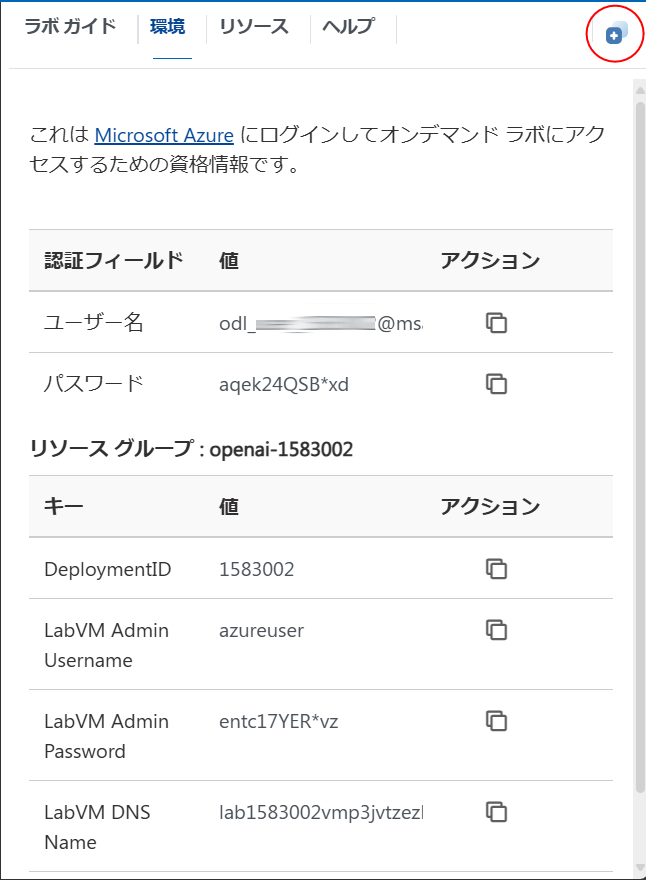 ラボ ガイド 環境 リソース ヘルプ
これは Microsoft Azure にログインしてオンデマンド ラボにアク
セスするための資格情報です。
認証フィールド 値 アクション
ユーザー名 odl_ @ms
パスワード aqek24QSB*xd
リソース グループ : openai-1583002
キー 値 アクション
DeploymentID 1583002
LabVM Admin azureuser
Username
LabVM Admin entc17YER*vz
Password
LabVM DNS lab1583002vmp3jvtzez
Name